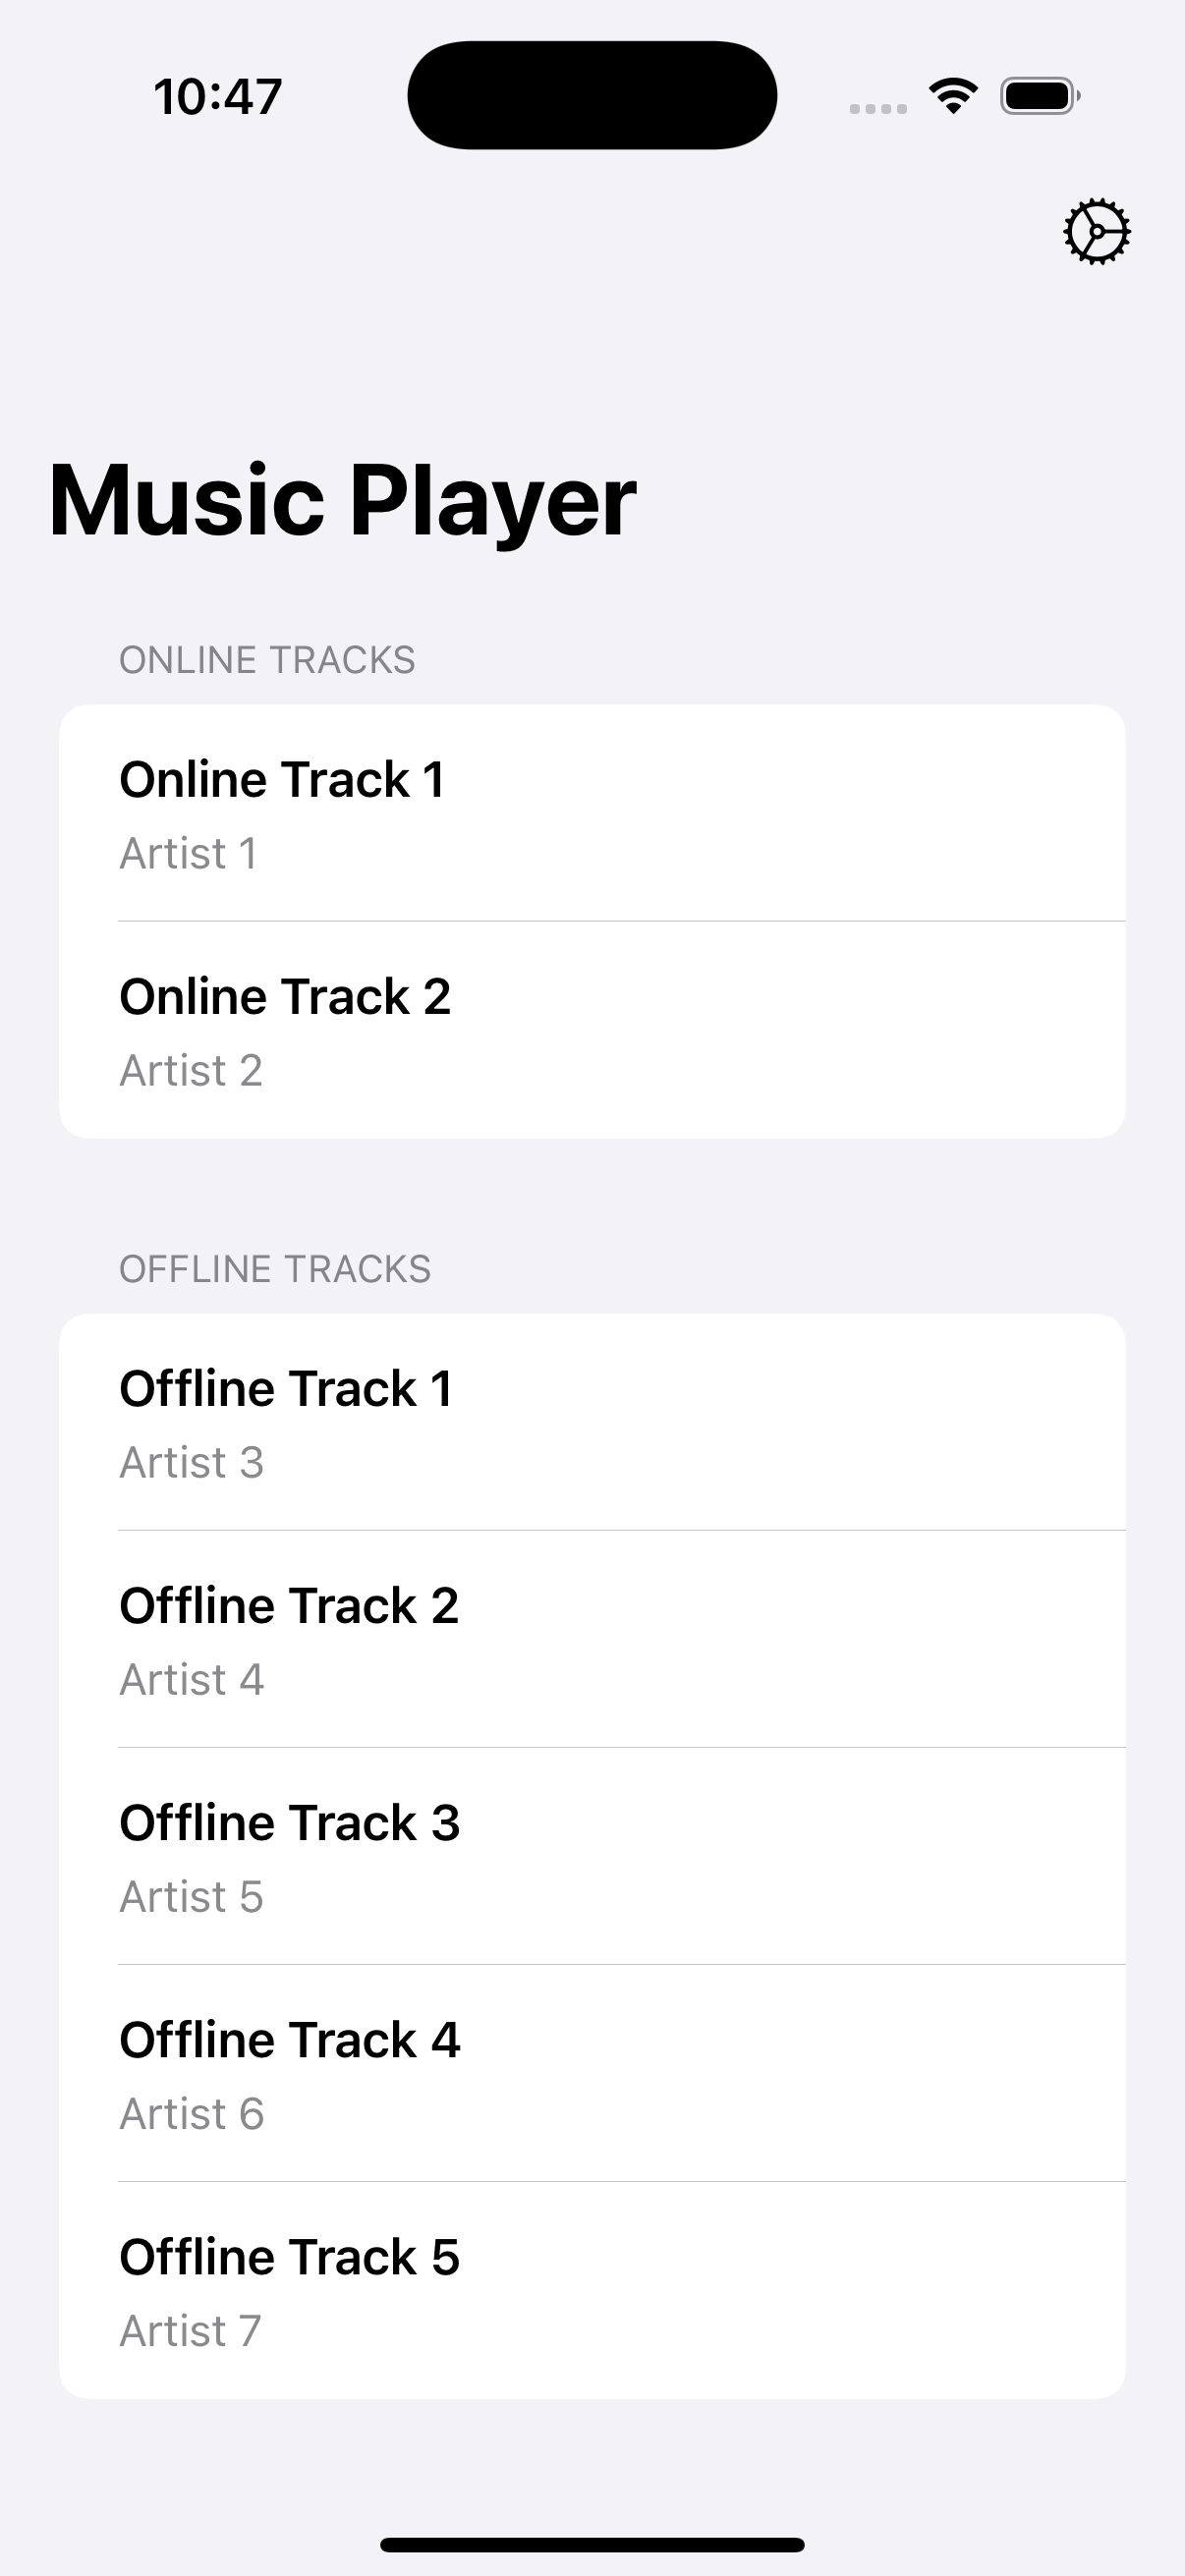 10:47
Music Player
ONLINE TRACKS
Online Track 1
Artist 1
Online Track 2
Artist 2
OFFLINE TRACKS
Offline Track 1
Artist 3
Offline Track 2
Artist 4
Offline Track 3
Artist 5
Offline Track 4
Artist 6
Offline Track 5
Artist 7